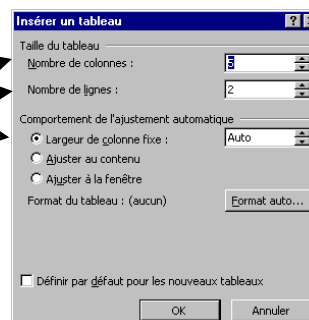 Insérer un tableau
Taille du tableau
Nombre de colonnes : 5
Nombre de lignes : 2
Comportement de l'ajustement automatique
Largeur de colonne fixe : Auto
Ajuster au contenu
Ajuster à la fenêtre
Format du tableau : (aucun) Format auto...
Définir par défaut pour les nouveaux tableaux
OK Annuler